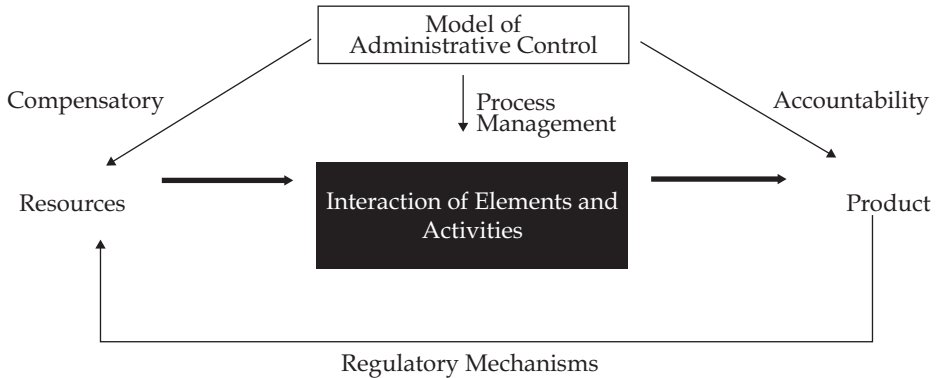 Model of
Administrative Control
Compensatory
Process
Management
Accountability
Resources
Interaction of Elements and
Activities
Product
Regulatory Mechanisms